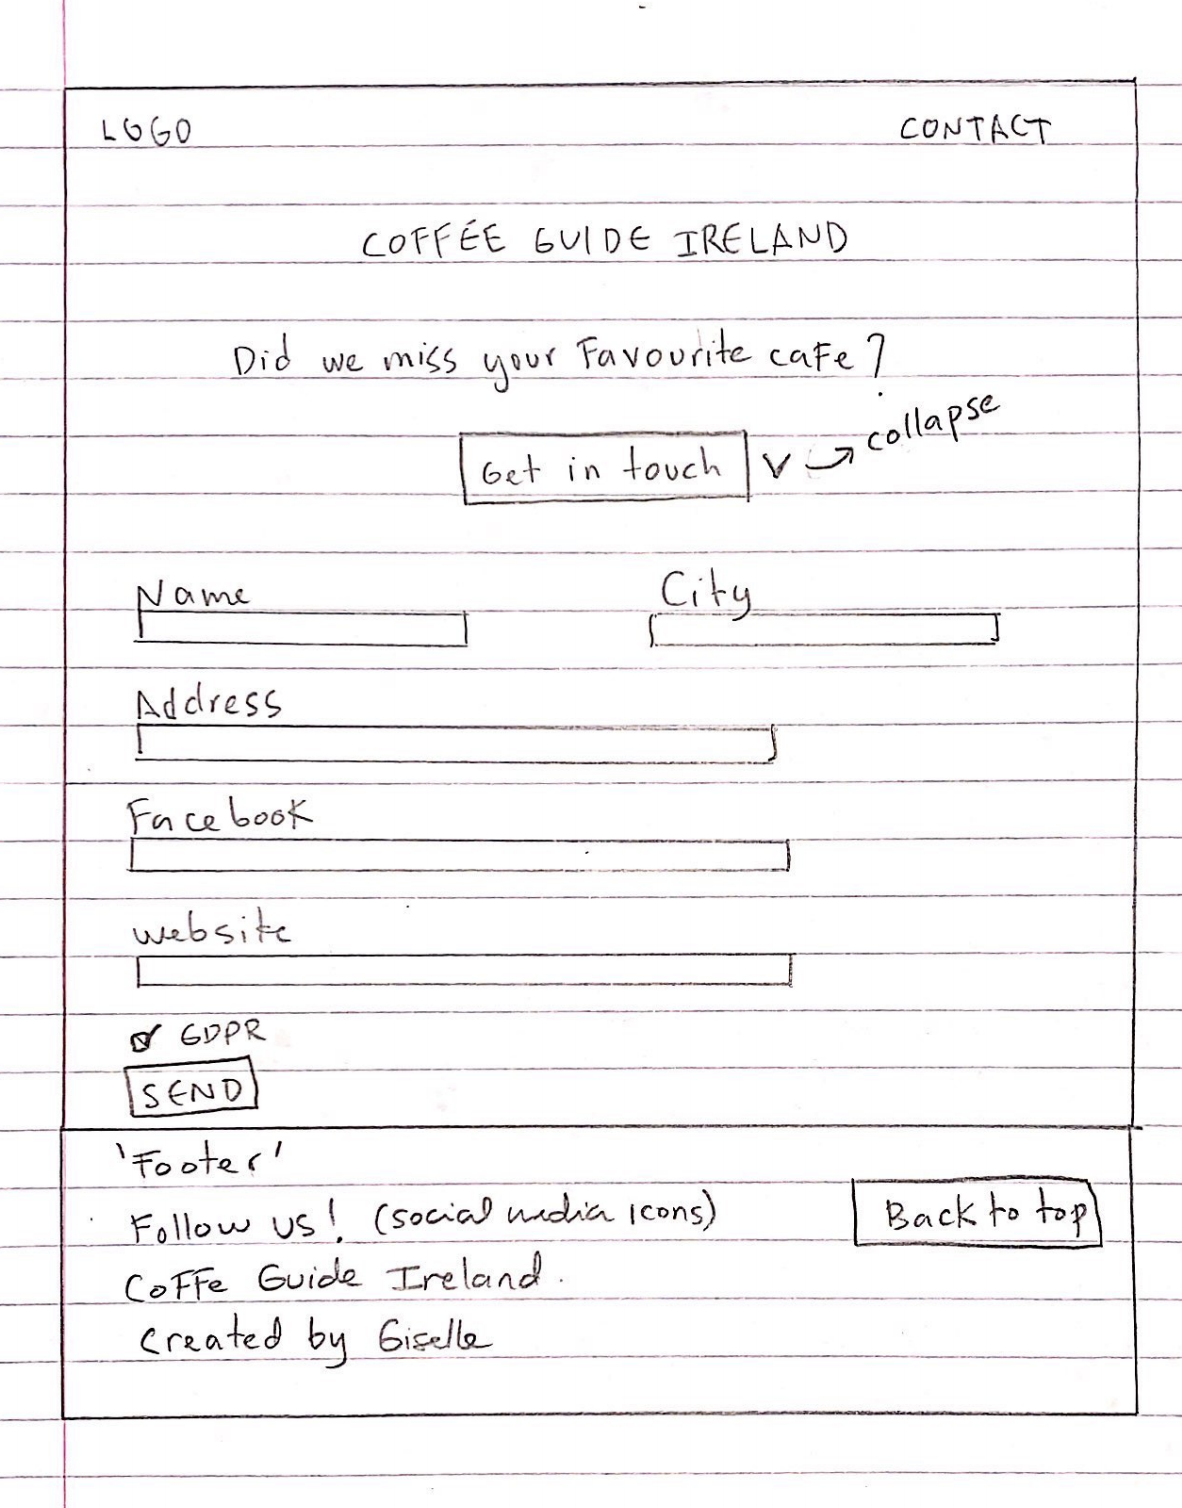 LOGO CONTACT
COFFEE GUIDE IRELAND
Did we miss your Favourite cafe?
Get in touch V → collapse
Name City
Address
Facebook
website
☑ GDPR
SEND
'Footer'
Follow us! (social media icons) Back to top
Coffe Guide Ireland.
created by Giselle